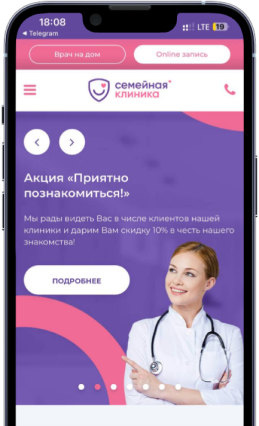 18:08
LTE 19
◀ Telegram
Врач на дом
Online запись
семейная
клиника
Акция «Приятно
познакомиться!»
Мы рады видеть Вас в числе клиентов нашей
клиники и дарим Вам скидку 10% в честь нашего
знакомства!
ПОДРОБНЕЕ